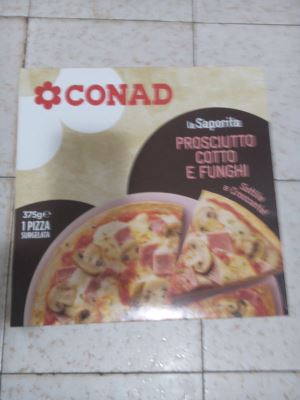 CONAD
la Saporita
PROSCIUTTO
COTTO
E FUNGHI
Sottile
e Croccante!
375g e
1 PIZZA
SURGELATA